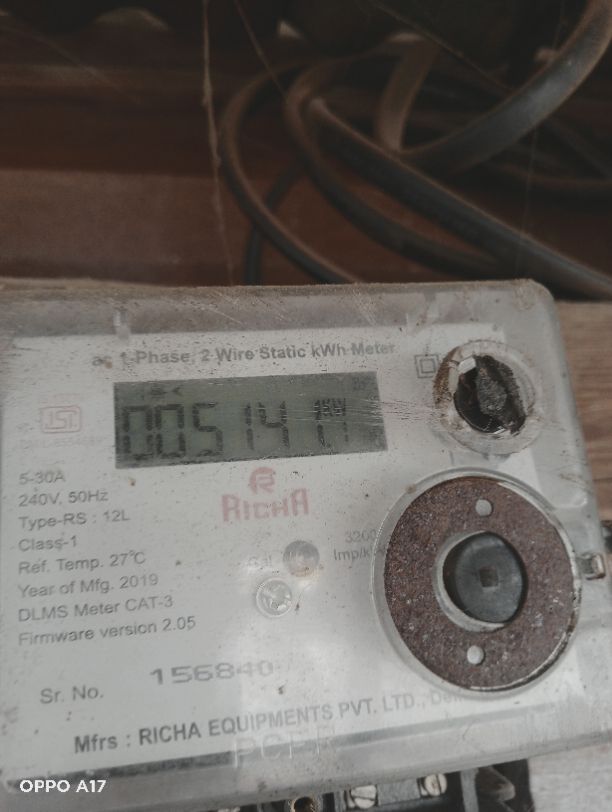 ac 1-Phase, 2 Wire Static kWh Meter
ISI
5-30A
240V, 50Hz
Type-RS : 12L
Class-1
Ref. Temp. 27°C
Year of Mfg. 2019
DLMS Meter CAT-3
Firmware version 2.05
RICHA
Cal
3200
Imp/k
Sr. No. 156840
Mfrs : RICHA EQUIPMENTS PVT. LTD., Del
OPPO A17